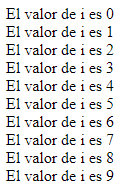 El valor de i es 0
El valor de i es 1
El valor de i es 2
El valor de i es 3
El valor de i es 4
El valor de i es 5
El valor de i es 6
El valor de i es 7
El valor de i es 8
El valor de i es 9